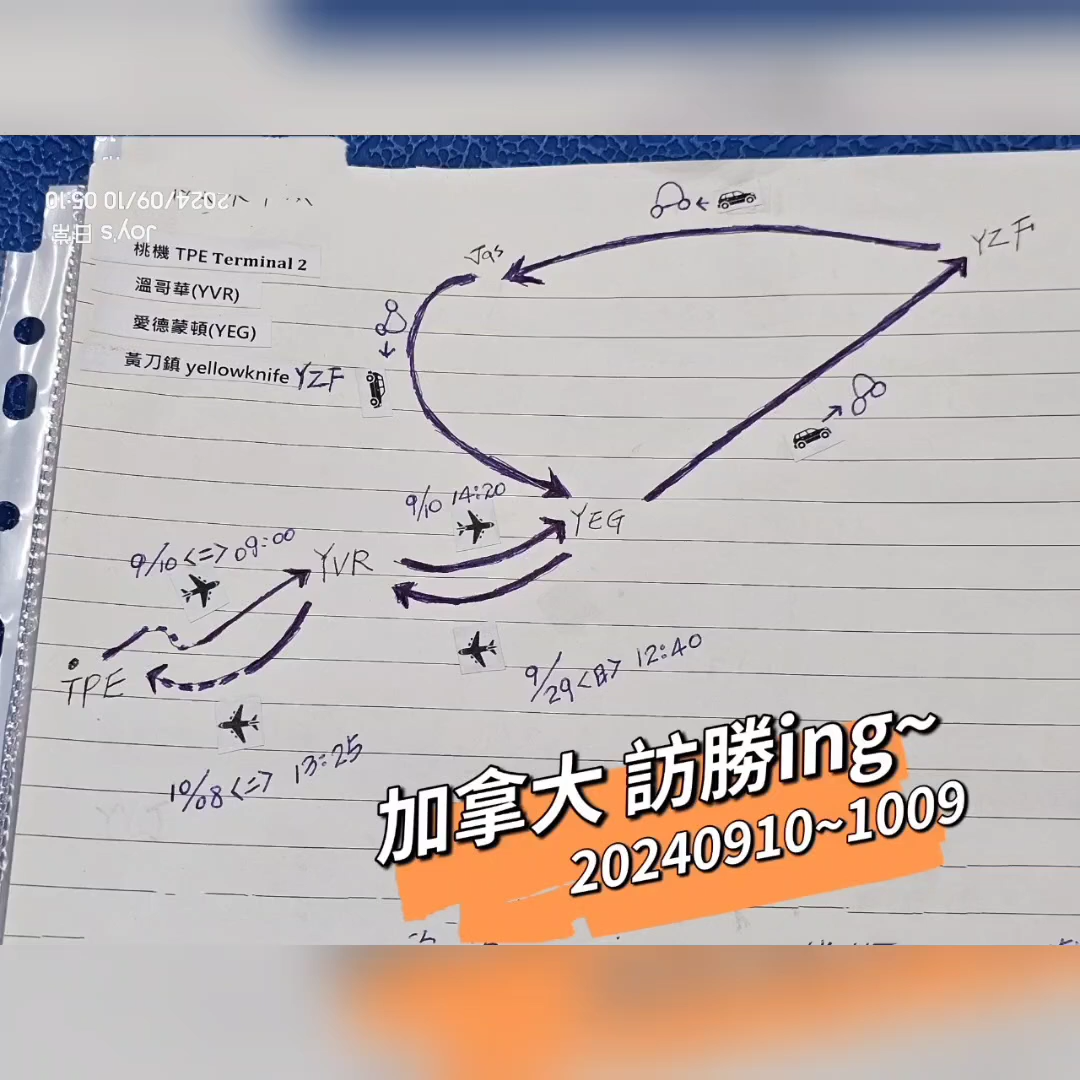 2024/09/10 05:10
Joy's 日常
桃機 TPE Terminal 2
溫哥華(YVR)
愛德蒙頓(YEG)
黃刀鎮 yellowknife YZF
Jas
YZF
9/10 14:20
YEG
9/10 <二> 09:00
YVR
TPE
9/29 <日> 12:40
10/08 <二> 13:25
加拿大 訪勝ing~
20240910~1009